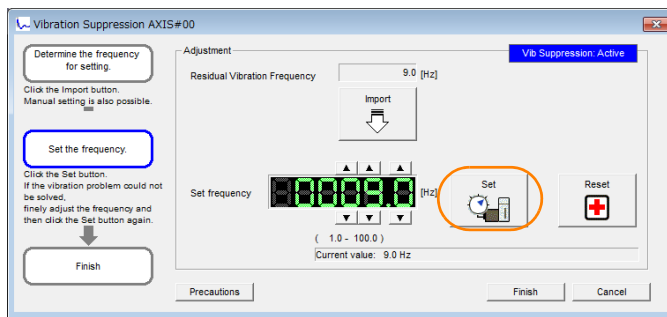 Vibration Suppression AXIS#00
Determine the frequency
for setting.
Click the Import button.
Manual setting is also possible.
Set the frequency.
Click the Set button.
If the vibration problem could not
be solved,
finely adjust the frequency and
then click the Set button again.
Finish
Adjustment
Vib Suppression: Active
Residual Vibration Frequency
9.0 [Hz]
Import
Set frequency
0009.0 [Hz]
( 1.0 - 100.0 )
Current value: 9.0 Hz
Set
Reset
Precautions
Finish
Cancel